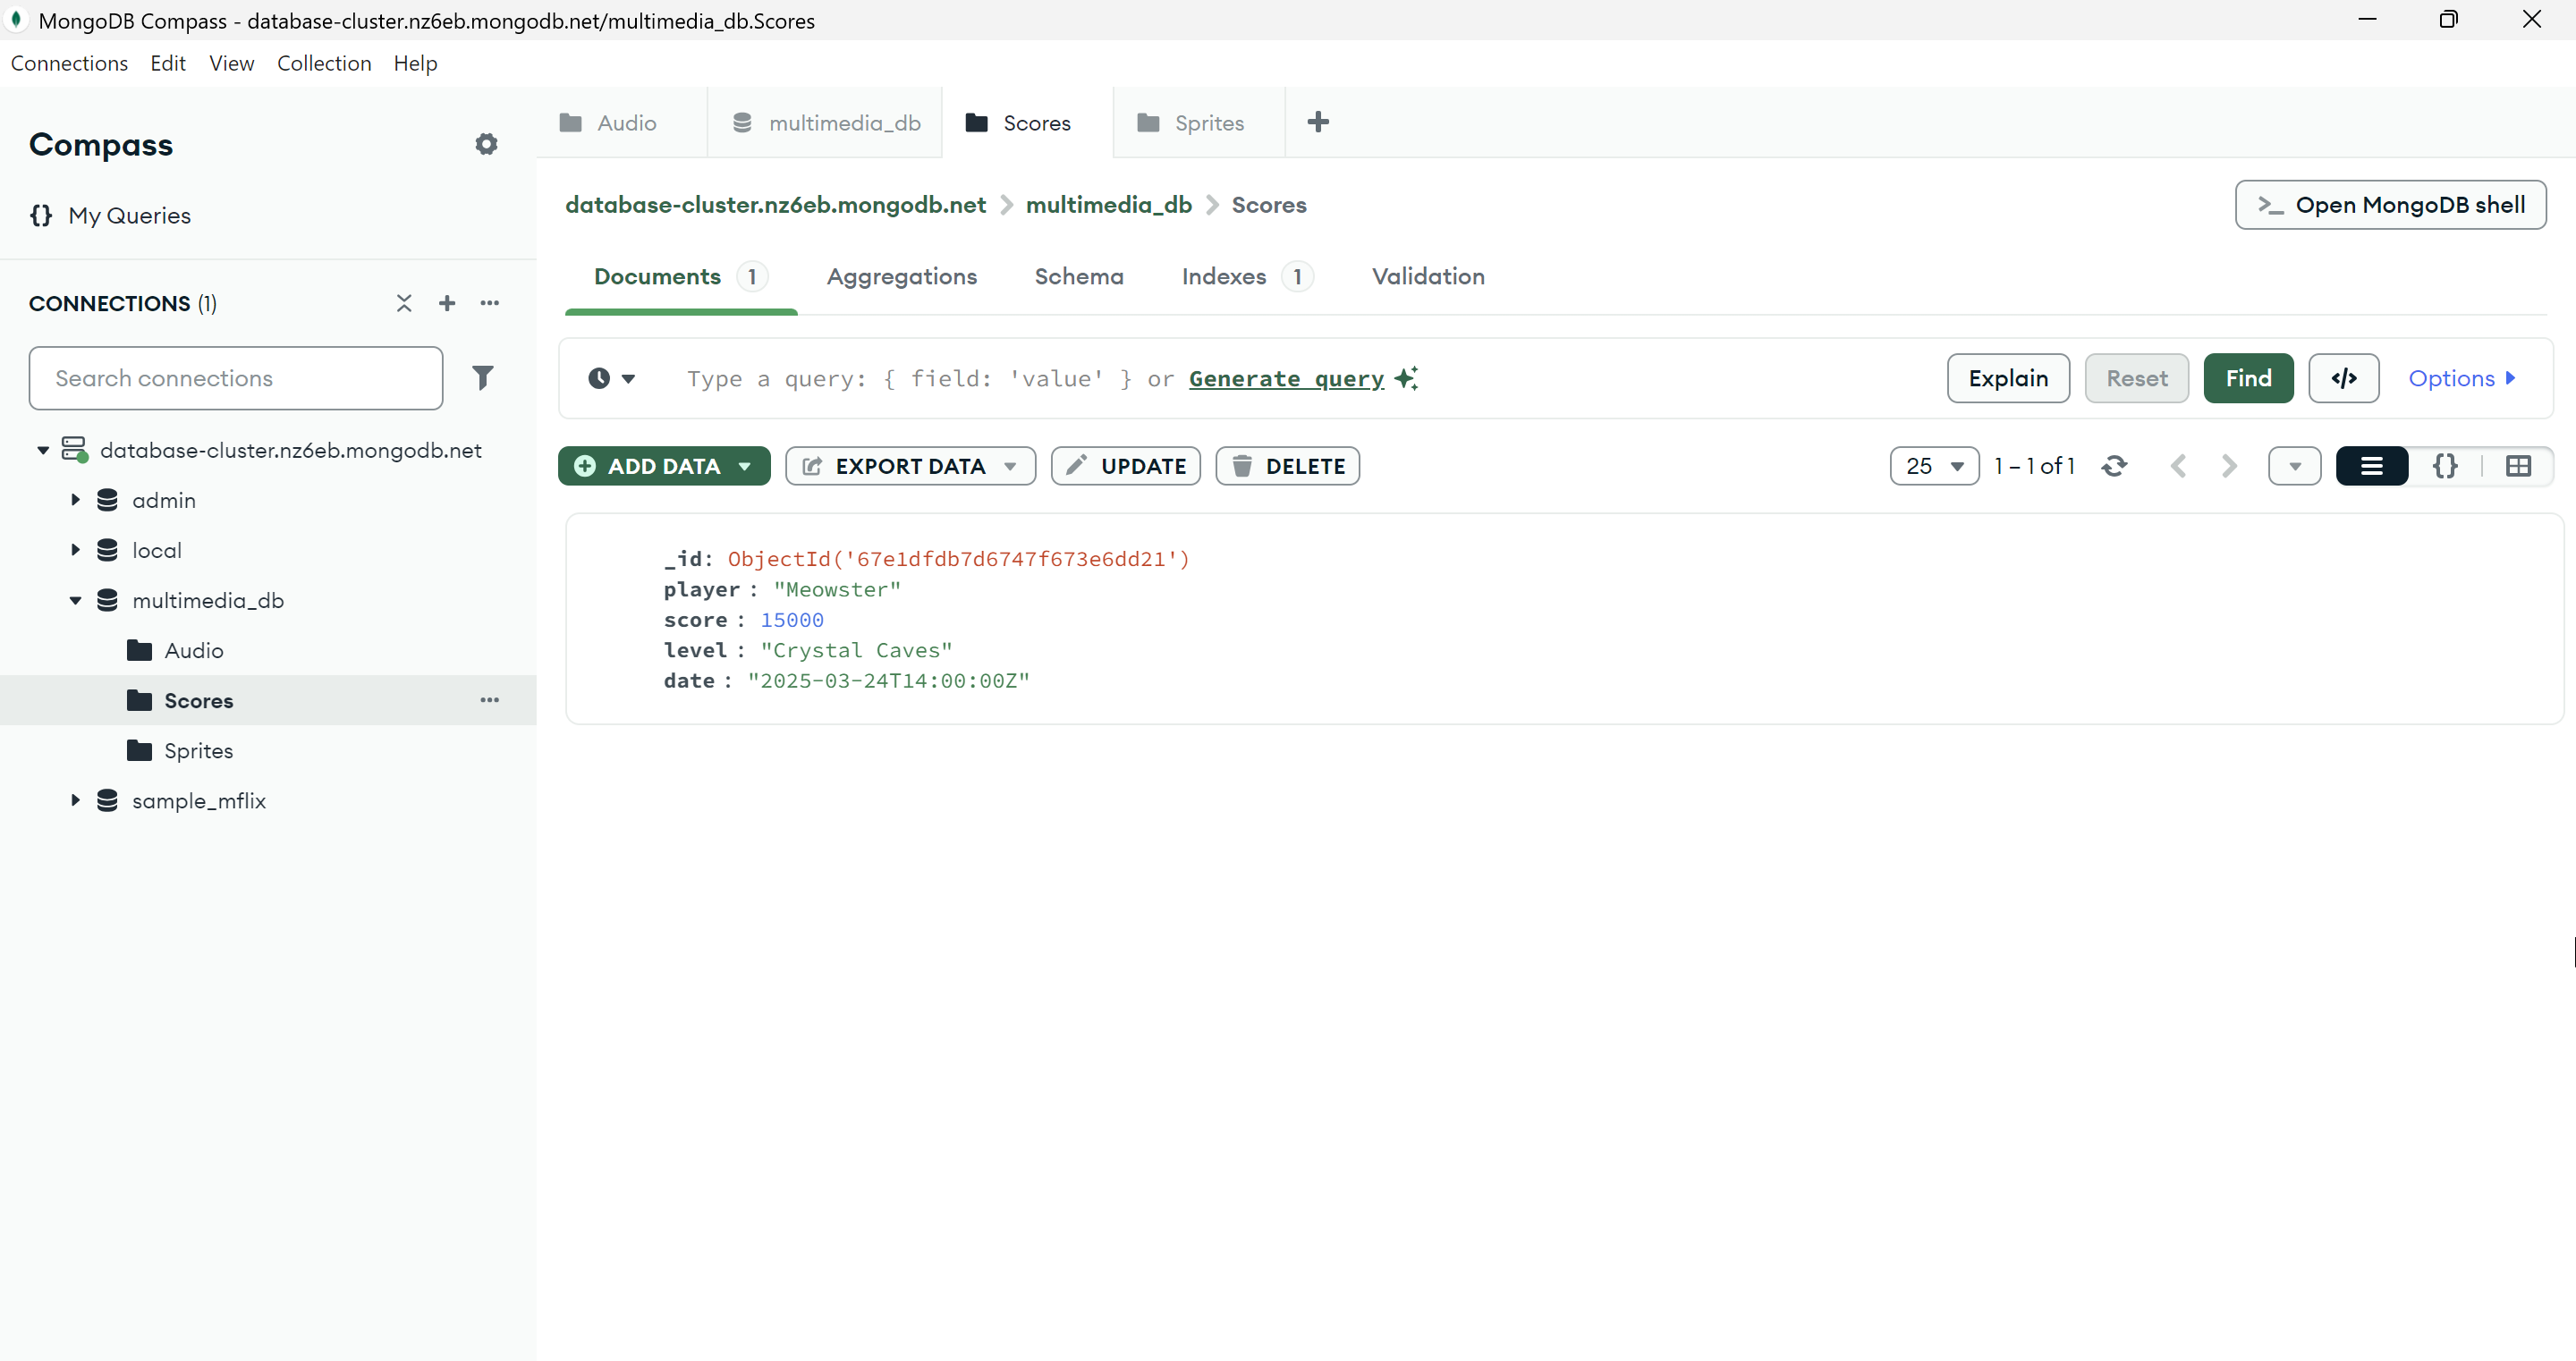 MongoDB Compass - database-cluster.nz6eb.mongodb.net/multimedia_db.Scores
Connections Edit View Collection Help
Compass
{} My Queries
CONNECTIONS (1)
Search connections
database-cluster.nz6eb.mongodb.net
admin
local
multimedia_db
Audio
Scores
Sprites
sample_mflix
Audio multimedia_db Scores Sprites
database-cluster.nz6eb.mongodb.net > multimedia_db > Scores
>_ Open MongoDB shell
Documents 1 Aggregations Schema Indexes 1 Validation
Type a query: { field: 'value' } or Generate query
Explain Reset Find </> Options
ADD DATA EXPORT DATA UPDATE DELETE
25 1 – 1 of 1 {}
_id: ObjectId('67e1dfdb7d6747f673e6dd21')
player : "Meowster"
score : 15000
level : "Crystal Caves"
date : "2025-03-24T14:00:00Z"